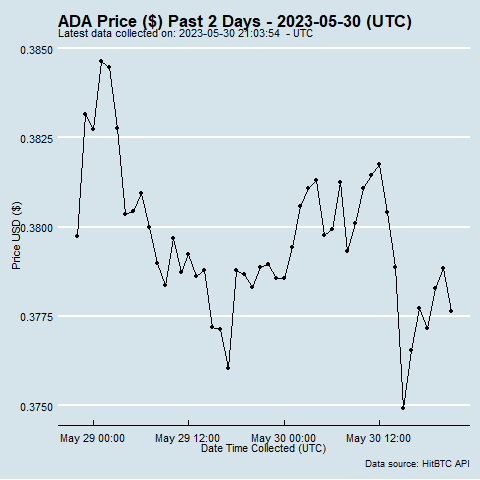 ADA Price ($) Past 2 Days - 2023-05-30 (UTC)
Latest data collected on: 2023-05-30 21:03:54 - UTC
0.3850
0.3825
0.3800
0.3775
0.3750
Price USD ($)
May 29 00:00 May 29 12:00 May 30 00:00 May 30 12:00
Date Time Collected (UTC)
Data source: HitBTC API